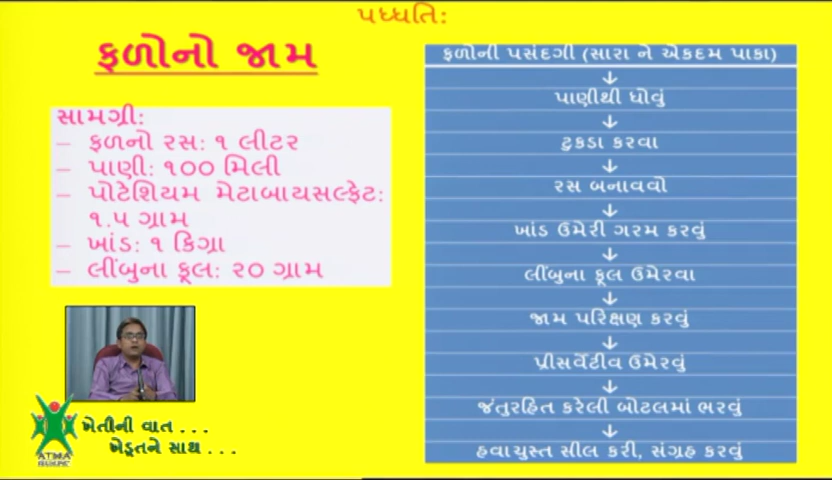 પધ્ધતિ:
ફળોનો જામ
સામગ્રી:
– ફળનો રસ: ૧ લીટર
– પાણી: ૧૦૦ મિલી
– પોટેશિયમ મેટાબાયસલ્ફેટ:
૧.૫ ગ્રામ
– ખાંડ: ૧ કિગ્રા
– લીંબુના ફૂલ: ૨૦ ગ્રામ
ફળોની પસંદગી (સારા ને એકદમ પાકા)
↓
પાણીથી ધોવું
↓
ટુકડા કરવા
↓
રસ બનાવવો
↓
ખાંડ ઉમેરી ગરમ કરવું
↓
લીંબુના ફૂલ ઉમેરવા
↓
જામ પરિક્ષણ કરવું
↓
પ્રીસર્વેટીવ ઉમેરવું
↓
જંતુરહિત કરેલી બોટલમાં ભરવું
↓
હવાચુસ્ત સીલ કરી, સંગ્રહ કરવું
ખેતીની વાત . . .
ખેડૂતને સાથ . . .
ATMA